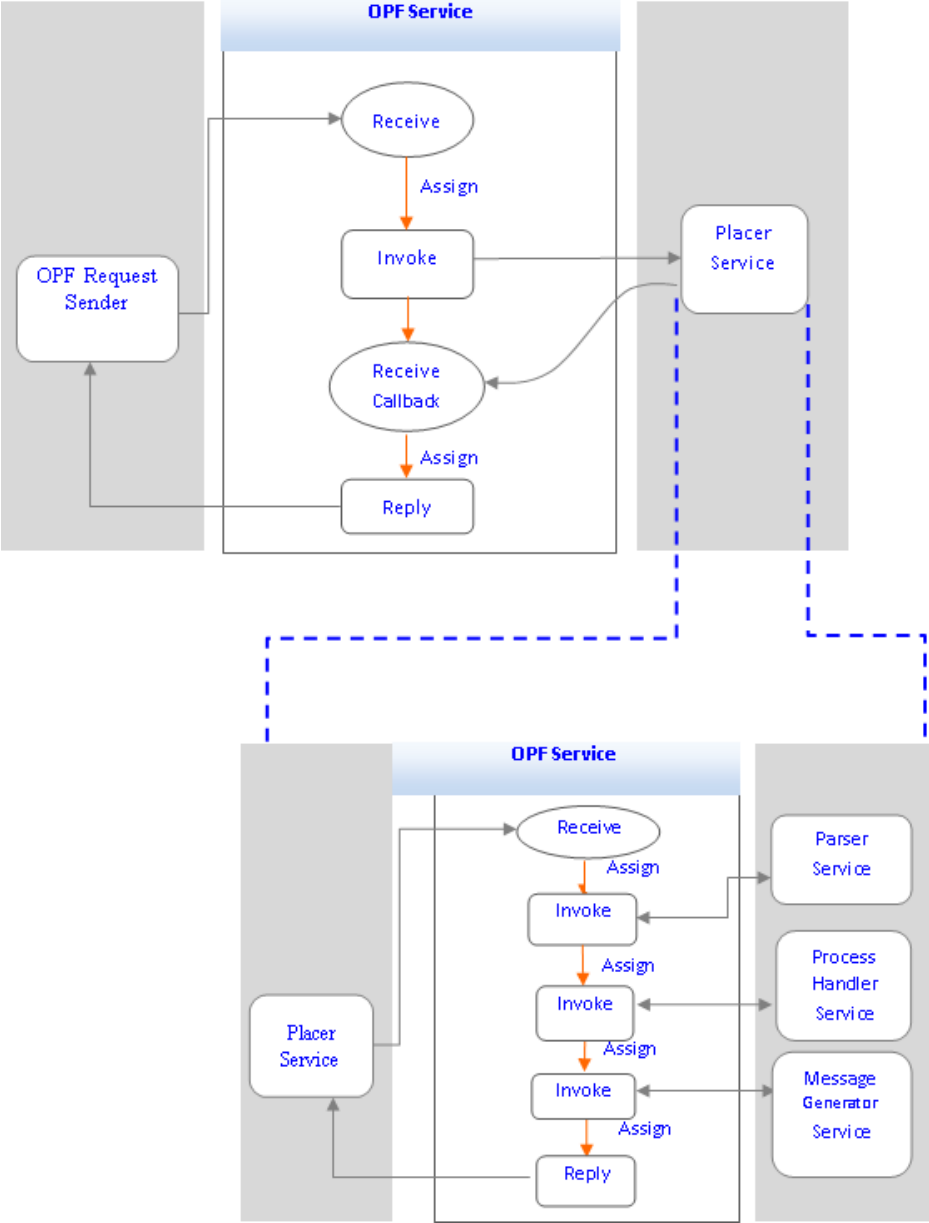 OPF Service
Receive
Assign
Invoke
Placer
Service
OPF Request
Sender
Receive
Callback
Assign
Reply
OPF Service
Receive
Assign
Parser
Service
Invoke
Assign
Process
Handler
Service
Invoke
Placer
Service
Assign
Invoke
Message
Generator
Service
Assign
Reply